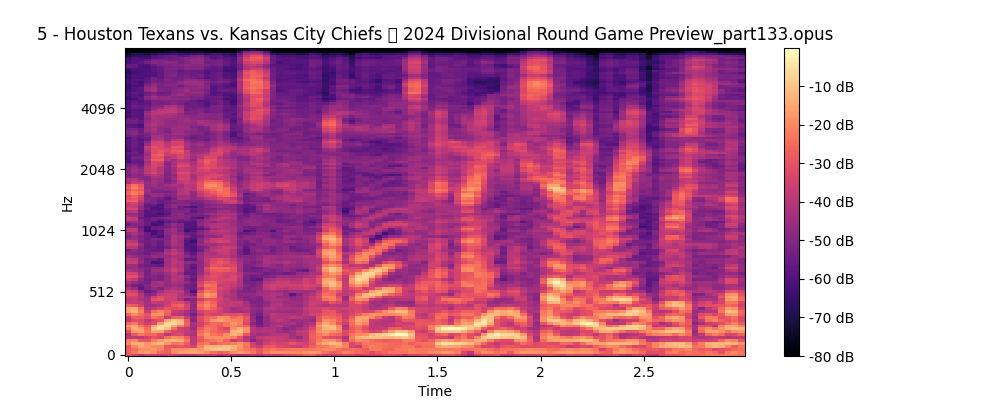 5 - Houston Texans vs. Kansas City Chiefs ▯ 2024 Divisional Round Game Preview_part133.opus
4096
2048
1024
512
0
Hz
0
0.5
1
1.5
2
2.5
Time
-10 dB
-20 dB
-30 dB
-40 dB
-50 dB
-60 dB
-70 dB
-80 dB